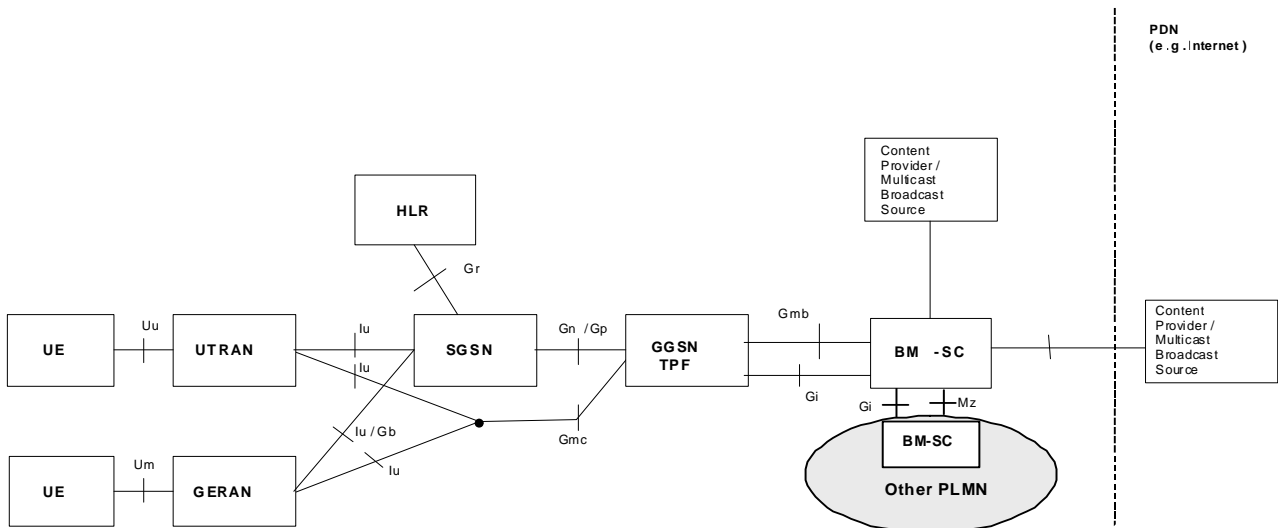 PDN
(e.g. Internet)
Content
Provider /
Multicast
Broadcast
Source
HLR
Gr
Gmb
Content
Provider /
Multicast
Broadcast
Source
Uu
Iu
Gn / Gp
UE
UTRAN
SGSN
GGSN
TPF
BM -SC
Iu
Gi
Gi
Mz
Iu / Gb
Gmc
BM-SC
Um
Iu
UE
GERAN
Other PLMN